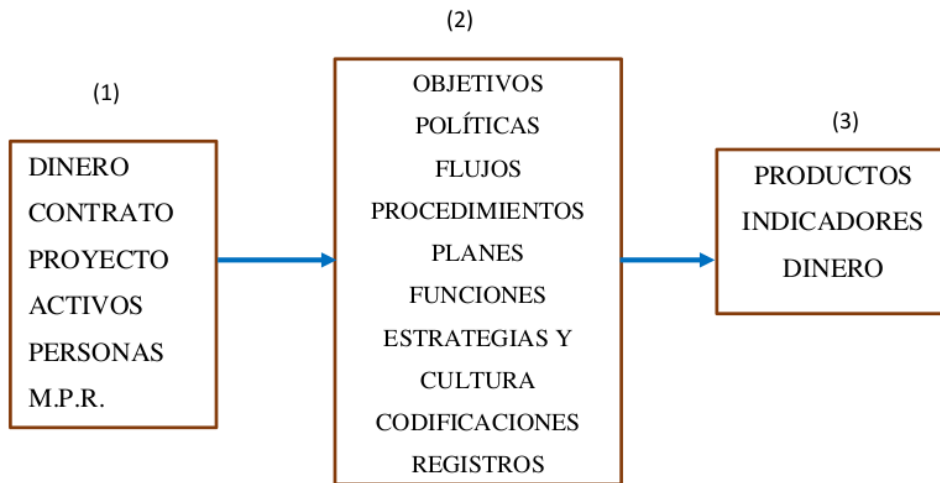 (1)
DINERO
CONTRATO
PROYECTO
ACTIVOS
PERSONAS
M.P.R.
(2)
OBJETIVOS
POLÍTICAS
FLUJOS
PROCEDIMIENTOS
PLANES
FUNCIONES
ESTRATEGIAS Y
CULTURA
CODIFICACIONES
REGISTROS
(3)
PRODUCTOS
INDICADORES
DINERO